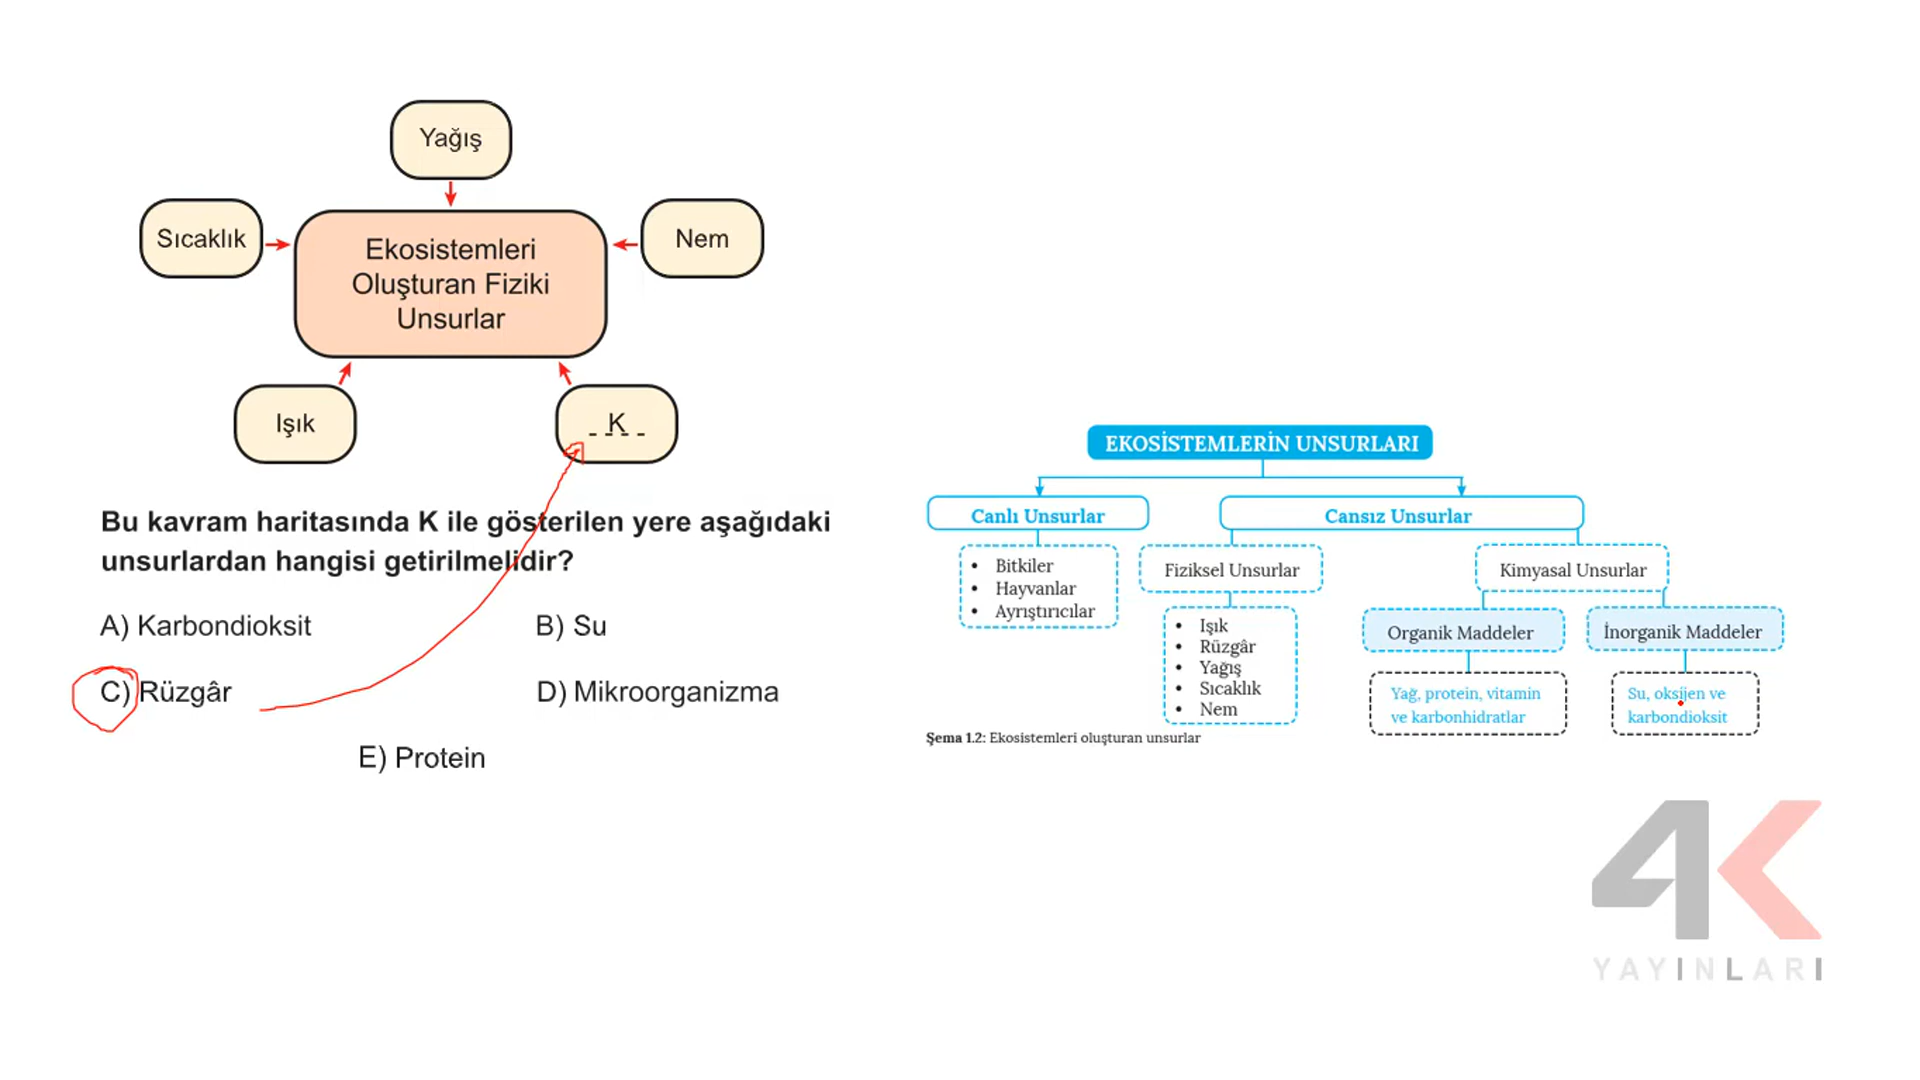 Yağış
Sıcaklık
Nem
Ekosistemleri
Oluşturan Fiziki
Unsurlar
Işık
K
Bu kavram haritasında K ile gösterilen yere aşağıdaki
unsurlardan hangisi getirilmelidir?
A) Karbondioksit
B) Su
C) Rüzgâr
D) Mikroorganizma
E) Protein
EKOSİSTEMLERİN UNSURLARI
Canlı Unsurlar
Cansız Unsurlar
• Bitkiler
• Hayvanlar
• Ayrıştırıcılar
Fiziksel Unsurlar
• Işık
• Rüzgâr
• Yağış
• Sıcaklık
• Nem
Kimyasal Unsurlar
Organik Maddeler
İnorganik Maddeler
Yağ, protein, vitamin
ve karbonhidratlar
Su, oksijen ve
karbondioksit
Şema 1.2: Ekosistemleri oluşturan unsurlar
4K
YAYINLARI